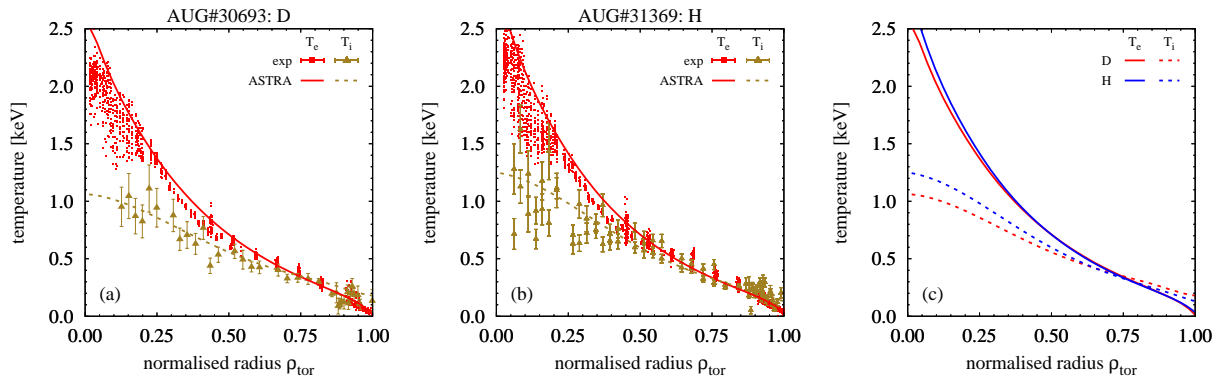 AUG#30693: D
T_e T_i
exp
ASTRA
2.5
2.0
1.5
1.0
0.5
0.0
temperature [keV]
(a)
0.00 0.25 0.50 0.75 1.00
normalised radius ρ_tor
AUG#31369: H
T_e T_i
exp
ASTRA
2.5
2.0
1.5
1.0
0.5
0.0
temperature [keV]
(b)
0.00 0.25 0.50 0.75 1.00
normalised radius ρ_tor
T_e T_i
D
H
2.5
2.0
1.5
1.0
0.5
0.0
temperature [keV]
(c)
0.00 0.25 0.50 0.75 1.00
normalised radius ρ_tor